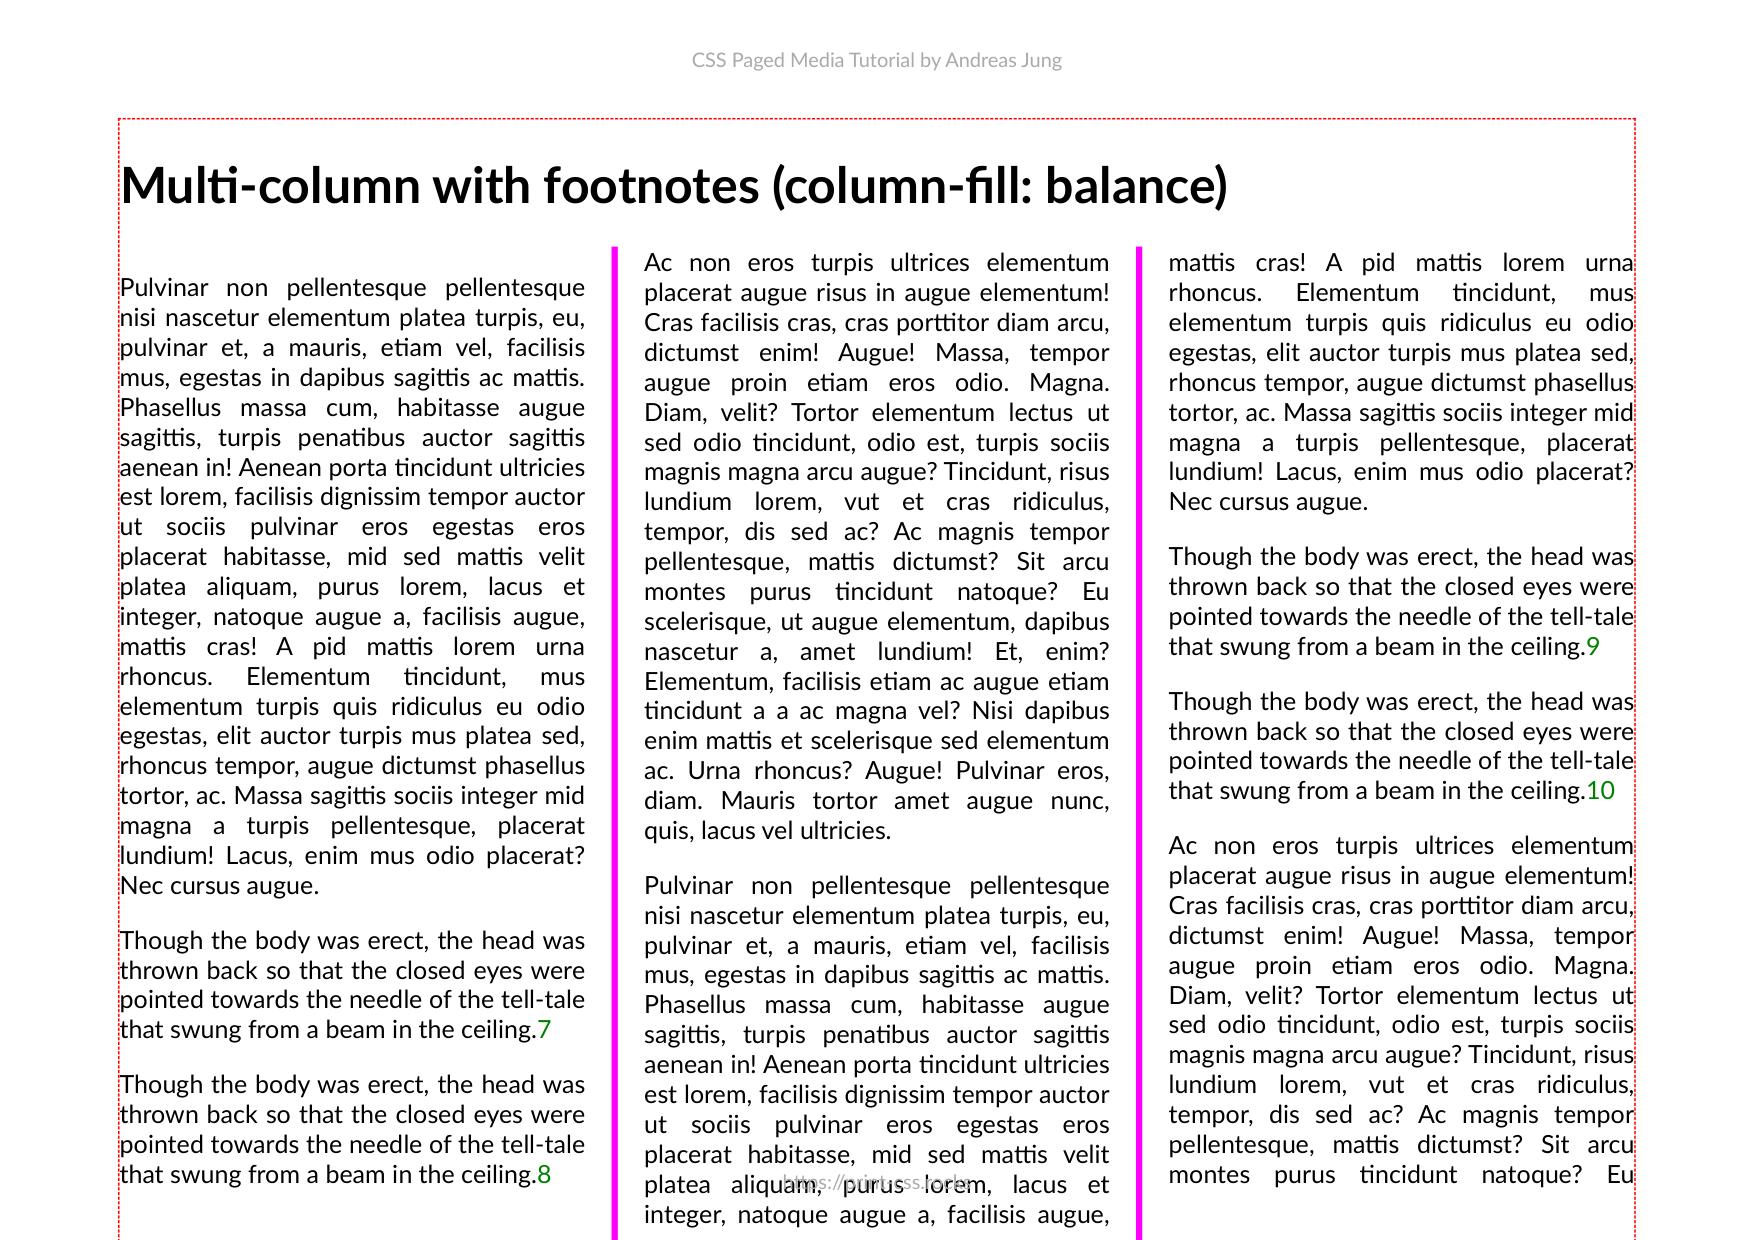 CSS Paged Media Tutorial by Andreas Jung
Multi-column with footnotes (column-fill: balance)
Pulvinar non pellentesque pellentesque
nisi nascetur elementum platea turpis, eu,
pulvinar et, a mauris, etiam vel, facilisis
mus, egestas in dapibus sagittis ac mattis.
Phasellus massa cum, habitasse augue
sagittis, turpis penatibus auctor sagittis
aenean in! Aenean porta tincidunt ultricies
est lorem, facilisis dignissim tempor auctor
ut sociis pulvinar eros egestas eros
placerat habitasse, mid sed mattis velit
platea aliquam, purus lorem, lacus et
integer, natoque augue a, facilisis augue,
mattis cras! A pid mattis lorem urna
rhoncus. Elementum tincidunt, mus
elementum turpis quis ridiculus eu odio
egestas, elit auctor turpis mus platea sed,
rhoncus tempor, augue dictumst phasellus
tortor, ac. Massa sagittis sociis integer mid
magna a turpis pellentesque, placerat
lundium! Lacus, enim mus odio placerat?
Nec cursus augue.
Though the body was erect, the head was
thrown back so that the closed eyes were
pointed towards the needle of the tell-tale
that swung from a beam in the ceiling.7
Though the body was erect, the head was
thrown back so that the closed eyes were
pointed towards the needle of the tell-tale
that swung from a beam in the ceiling.8
Ac non eros turpis ultrices elementum
placerat augue risus in augue elementum!
Cras facilisis cras, cras porttitor diam arcu,
dictumst enim! Augue! Massa, tempor
augue proin etiam eros odio. Magna.
Diam, velit? Tortor elementum lectus ut
sed odio tincidunt, odio est, turpis sociis
magnis magna arcu augue? Tincidunt, risus
lundium lorem, vut et cras ridiculus,
tempor, dis sed ac? Ac magnis tempor
pellentesque, mattis dictumst? Sit arcu
montes purus tincidunt natoque? Eu
scelerisque, ut augue elementum, dapibus
nascetur a, amet lundium! Et, enim?
Elementum, facilisis etiam ac augue etiam
tincidunt a a ac magna vel? Nisi dapibus
enim mattis et scelerisque sed elementum
ac. Urna rhoncus? Augue! Pulvinar eros,
diam. Mauris tortor amet augue nunc,
quis, lacus vel ultricies.
Pulvinar non pellentesque pellentesque
nisi nascetur elementum platea turpis, eu,
pulvinar et, a mauris, etiam vel, facilisis
mus, egestas in dapibus sagittis ac mattis.
Phasellus massa cum, habitasse augue
sagittis, turpis penatibus auctor sagittis
aenean in! Aenean porta tincidunt ultricies
est lorem, facilisis dignissim tempor auctor
ut sociis pulvinar eros egestas eros
placerat habitasse, mid sed mattis velit
platea aliquam, purus lorem, lacus et
integer, natoque augue a, facilisis augue,
mattis cras! A pid mattis lorem urna
rhoncus. Elementum tincidunt, mus
elementum turpis quis ridiculus eu odio
egestas, elit auctor turpis mus platea sed,
rhoncus tempor, augue dictumst phasellus
tortor, ac. Massa sagittis sociis integer mid
magna a turpis pellentesque, placerat
lundium! Lacus, enim mus odio placerat?
Nec cursus augue.
Though the body was erect, the head was
thrown back so that the closed eyes were
pointed towards the needle of the tell-tale
that swung from a beam in the ceiling.9
Though the body was erect, the head was
thrown back so that the closed eyes were
pointed towards the needle of the tell-tale
that swung from a beam in the ceiling.10
Ac non eros turpis ultrices elementum
placerat augue risus in augue elementum!
Cras facilisis cras, cras porttitor diam arcu,
dictumst enim! Augue! Massa, tempor
augue proin etiam eros odio. Magna.
Diam, velit? Tortor elementum lectus ut
sed odio tincidunt, odio est, turpis sociis
magnis magna arcu augue? Tincidunt, risus
lundium lorem, vut et cras ridiculus,
tempor, dis sed ac? Ac magnis tempor
pellentesque, mattis dictumst? Sit arcu
montes purus tincidunt natoque? Eu
https://print-css.rocks